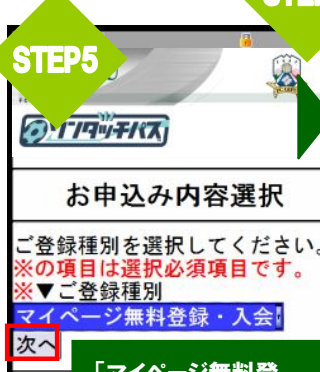 STEP5
ワンタッチパス
お申込み内容選択
ご登録種別を選択してください。
※の項目は選択必須項目です。
※▼ご登録種別
マイページ無料登録・入会
次へ
「マイページ無料登